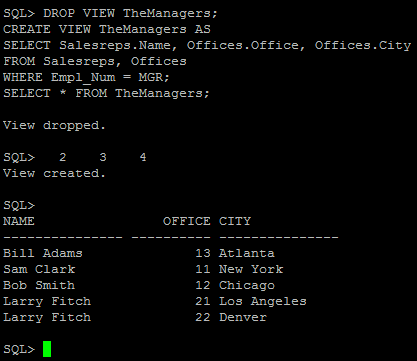 SQL> DROP VIEW TheManagers;
CREATE VIEW TheManagers AS
SELECT Salesreps.Name, Offices.Office, Offices.City
FROM Salesreps, Offices
WHERE Empl_Num = MGR;
SELECT * FROM TheManagers;
View dropped.
SQL>   2    3    4
View created.
SQL>
NAME                OFFICE CITY
--------------- ---------- ---------------
Bill Adams              13 Atlanta
Sam Clark               11 New York
Bob Smith               12 Chicago
Larry Fitch             21 Los Angeles
Larry Fitch             22 Denver
SQL>